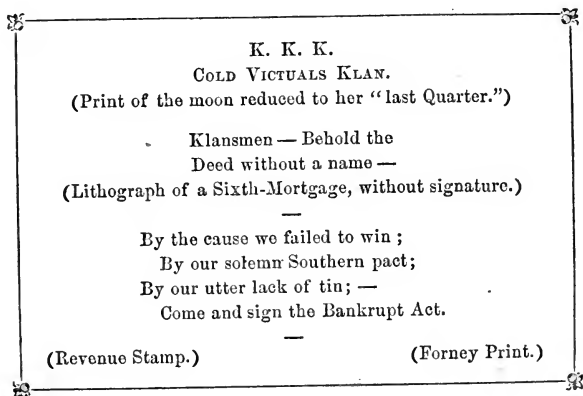 K. K. K.
COLD VICTUALS KLAN.
(Print of the moon reduced to her "last Quarter.")
Klansmen — Behold the
Deed without a name —
(Lithograph of a Sixth-Mortgage, without signature.)
By the cause we failed to win ;
By our solemn Southern pact;
By our utter lack of tin; —
Come and sign the Bankrupt Act.
(Revenue Stamp.) (Forney Print.)